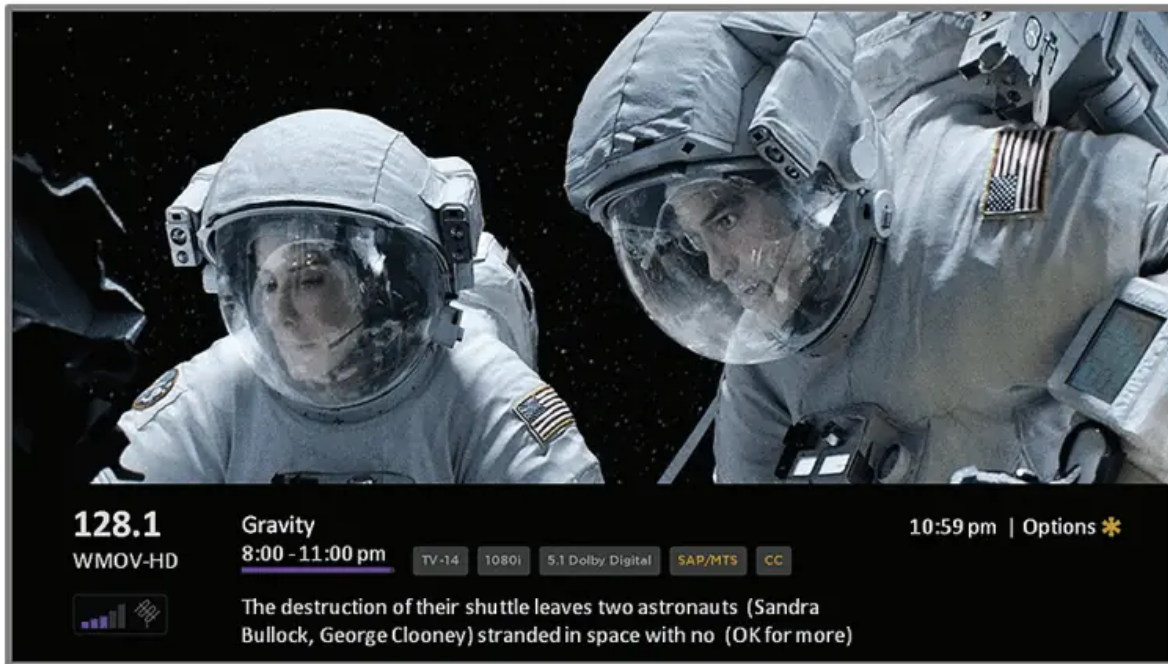 128.1
WMOV-HD
Gravity
8:00 - 11:00 pm
TV-14 1080i 5.1 Dolby Digital SAP/MTS CC
10:59 pm | Options *
The destruction of their shuttle leaves two astronauts (Sandra
Bullock, George Clooney) stranded in space with no (OK for more)